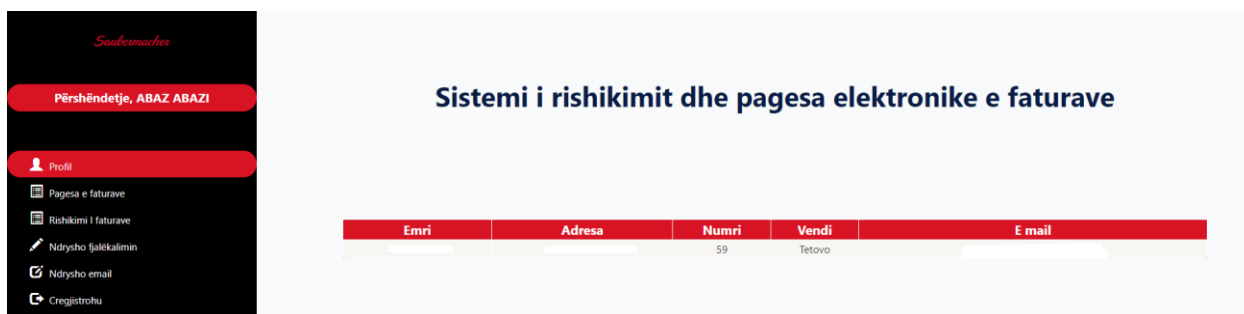 Saubermacher
Përshëndetje, ABAZ ABAZI
Profil
Pagesa e faturave
Rishikimi I faturave
Ndrysho fjalëkalimin
Ndrysho email
Cregjistrohu
Sistemi i rishikimit dhe pagesa elektronike e faturave
Emri Adresa Numri Vendi E mail
59 Tetovo